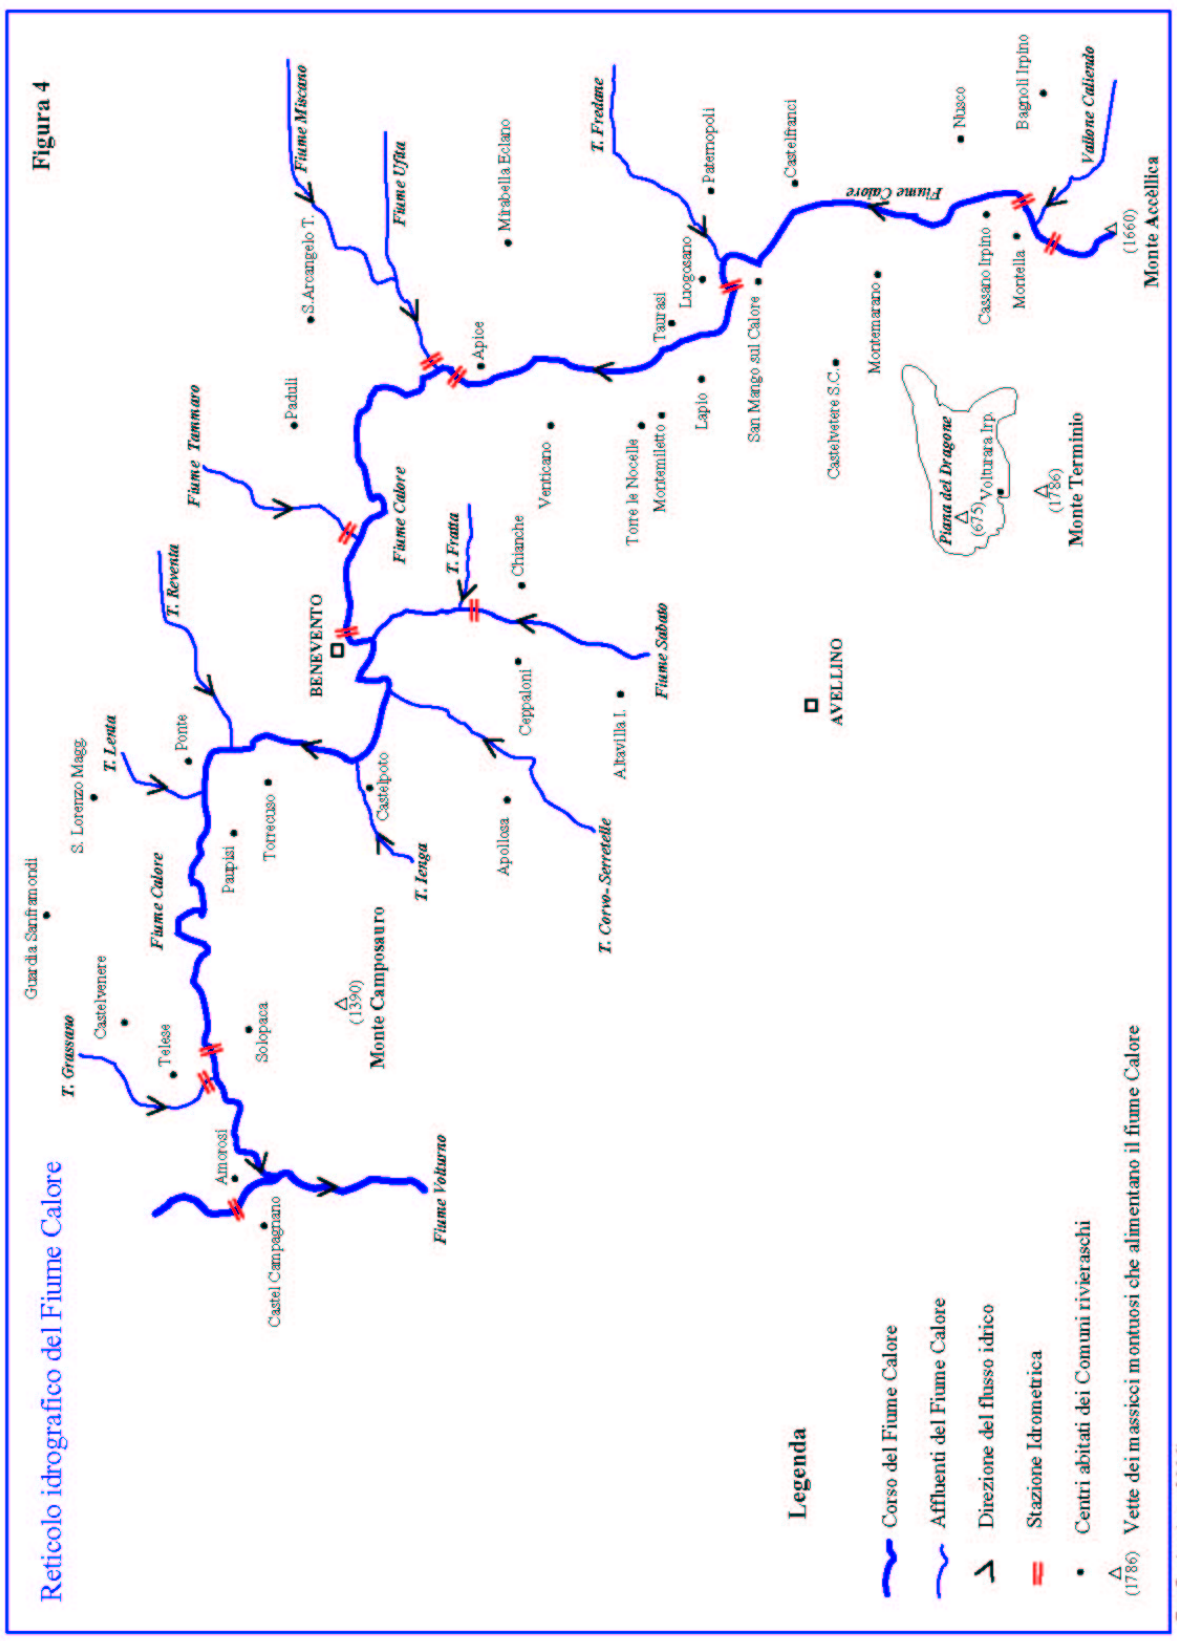 Figura 4
Reticolo idrografico del Fiume Calore
Guardia Sanframondi
S. Lorenzo Magg.
Castelvenere
T. Grassano
T. Lenta
Telese
Fiume Calore
Ponte
T. Reventa
Fiume Tammaro
Amorosi
Paupisi
Solopaca
Torrecuso
Castel Campagnano
Paduli
S.Arcangelo T.
Fiume Miscano
BENEVENTO
Monte Camposauro
(1390)
Castelpoto
Fiume Calore
Fiume Ufita
T. Ienga
Fiume Volturno
T. Fratta
Apice
Mirabella Eclano
Apollosa
Ceppaloni
Chianche
Venticano
T. Corvo-Serretelle
Altavilla I.
Fiume Sabato
Torre le Nocelle
Montemiletto
Taurasi
Luogosano
T. Fredane
Lapio
Paternopoli
San Mango sul Calore
Castelfranci
AVELLINO
Castelvetere S.C.
Montemarano
Fiume Calore
Piana del Dragone
(675)
Volturara Irp.
Nusco
Cassano Irpino
Montella
Bagnoli Irpino
(1786)
Monte Terminio
Vallone Caliendo
(1660)
Monte Accèllica
Legenda
Corso del Fiume Calore
Affluenti del Fiume Calore
Direzione del flusso idrico
Stazione Idrometrica
Centri abitati dei Comuni rivieraschi
(1786) Vette dei massicci montuosi che alimentano il fiume Calore